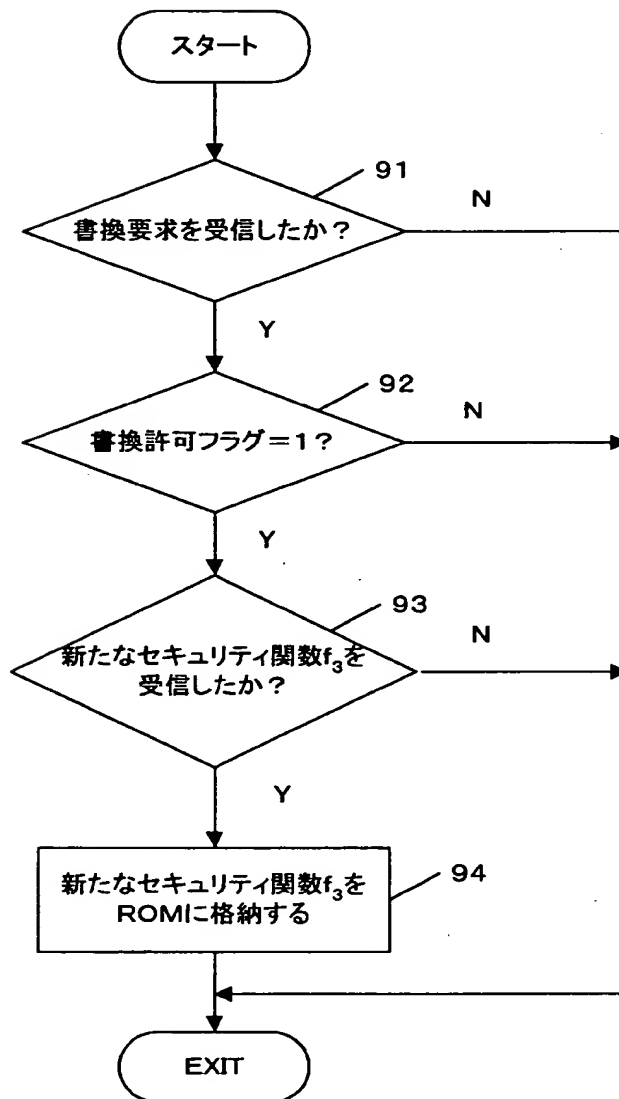 スタート
91
書換要求を受信したか?
N
Y
92
書換許可フラグ=1?
N
Y
93
新たなセキュリティ関数f₃を
受信したか?
N
Y
94
新たなセキュリティ関数f₃を
ROMに格納する
EXIT